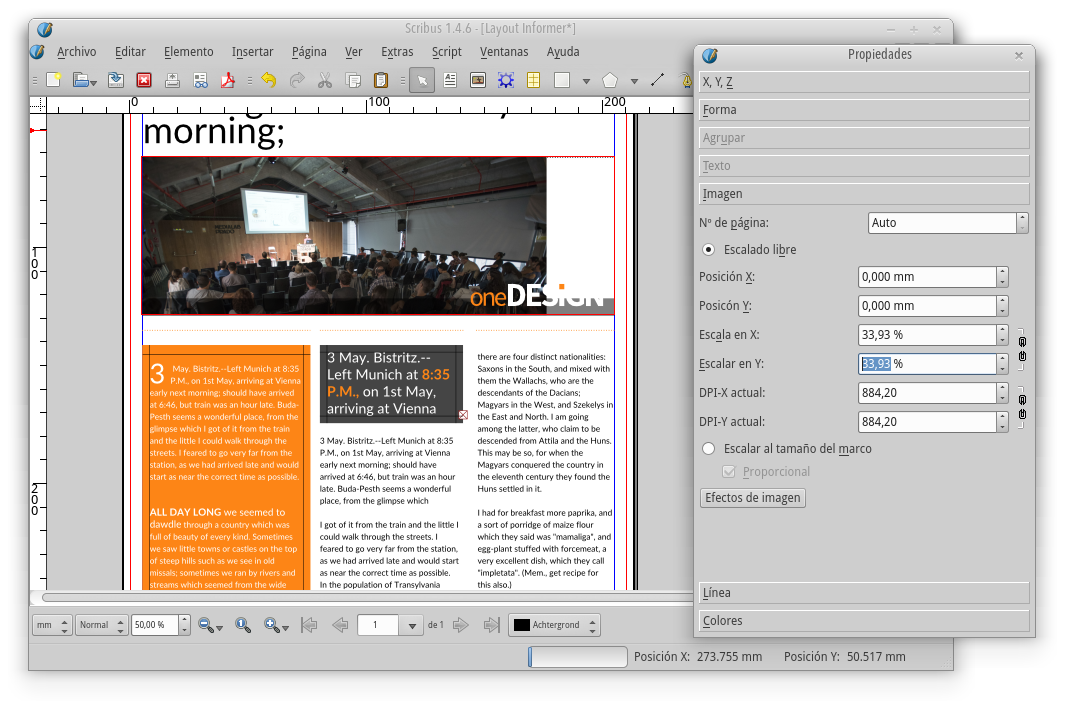 Scribus 1.4.6 - [Layout Informer*]
Archivo Editar Elemento Insertar Página Ver Extras Script Ventanas Ayuda
0 100 200
100
200
morning;
oneDESIGN
3 May. Bistritz.--Left Munich at 8:35
P.M., on 1st May, arriving at Vienna
early next morning; should have arrived
at 6:46, but train was an hour late. Buda-
Pesth seems a wonderful place, from the
glimpse which I got of it from the train
and the little I could walk through the
streets. I feared to go very far from the
station, as we had arrived late and would
start as near the correct time as possible.
ALL DAY LONG we seemed to
dawdle through a country which was
full of beauty of every kind. Sometimes
we saw little towns or castles on the top
of steep hills such as we see in old
missals; sometimes we ran by rivers and
streams which seemed from the wide
3 May. Bistritz.--
Left Munich at 8:35
P.M., on 1st May,
arriving at Vienna
3 May. Bistritz.--Left Munich at 8:35
P.M., on 1st May, arriving at Vienna
early next morning; should have
arrived at 6:46, but train was an hour
late. Buda-Pesth seems a wonderful
place, from the glimpse which
I got of it from the train and the little I
could walk through the streets. I
feared to go very far from the station,
as we had arrived late and would start
as near the correct time as possible.
In the population of Transylvania
there are four distinct nationalities:
Saxons in the South, and mixed with
them the Wallachs, who are the
descendants of the Dacians;
Magyars in the West, and Szekelys in
the East and North. I am going
among the latter, who claim to be
descended from Attila and the Huns.
This may be so, for when the
Magyars conquered the country in
the eleventh century they found the
Huns settled in it.
I had for breakfast more paprika, and
a sort of porridge of maize flour
which they said was "mamaliga", and
egg-plant stuffed with forcemeat, a
very excellent dish, which they call
"impletata". (Mem., get recipe for
this also.)
mm Normal 50,00 % 1 de 1 Achtergrond
Posición X: 273.755 mm Posición Y: 50.517 mm
Propiedades
X, Y, Z
Forma
Agrupar
Texto
Imagen
Nº de página: Auto
Escalado libre
Posición X: 0,000 mm
Posicón Y: 0,000 mm
Escala en X: 33,93 %
Escalar en Y: 33,93 %
DPI-X actual: 884,20
DPI-Y actual: 884,20
Escalar al tamaño del marco
Proporcional
Efectos de imagen
Línea
Colores